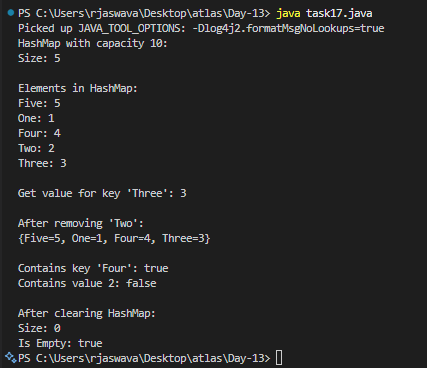 PS C:\Users\rjaswava\Desktop\atlas\Day-13> java task17.java
Picked up JAVA_TOOL_OPTIONS: -Dlog4j2.formatMsgNoLookups=true
HashMap with capacity 10:
Size: 5
Elements in HashMap:
Five: 5
One: 1
Four: 4
Two: 2
Three: 3
Get value for key 'Three': 3
After removing 'Two':
{Five=5, One=1, Four=4, Three=3}
Contains key 'Four': true
Contains value 2: false
After clearing HashMap:
Size: 0
Is Empty: true
PS C:\Users\rjaswava\Desktop\atlas\Day-13>